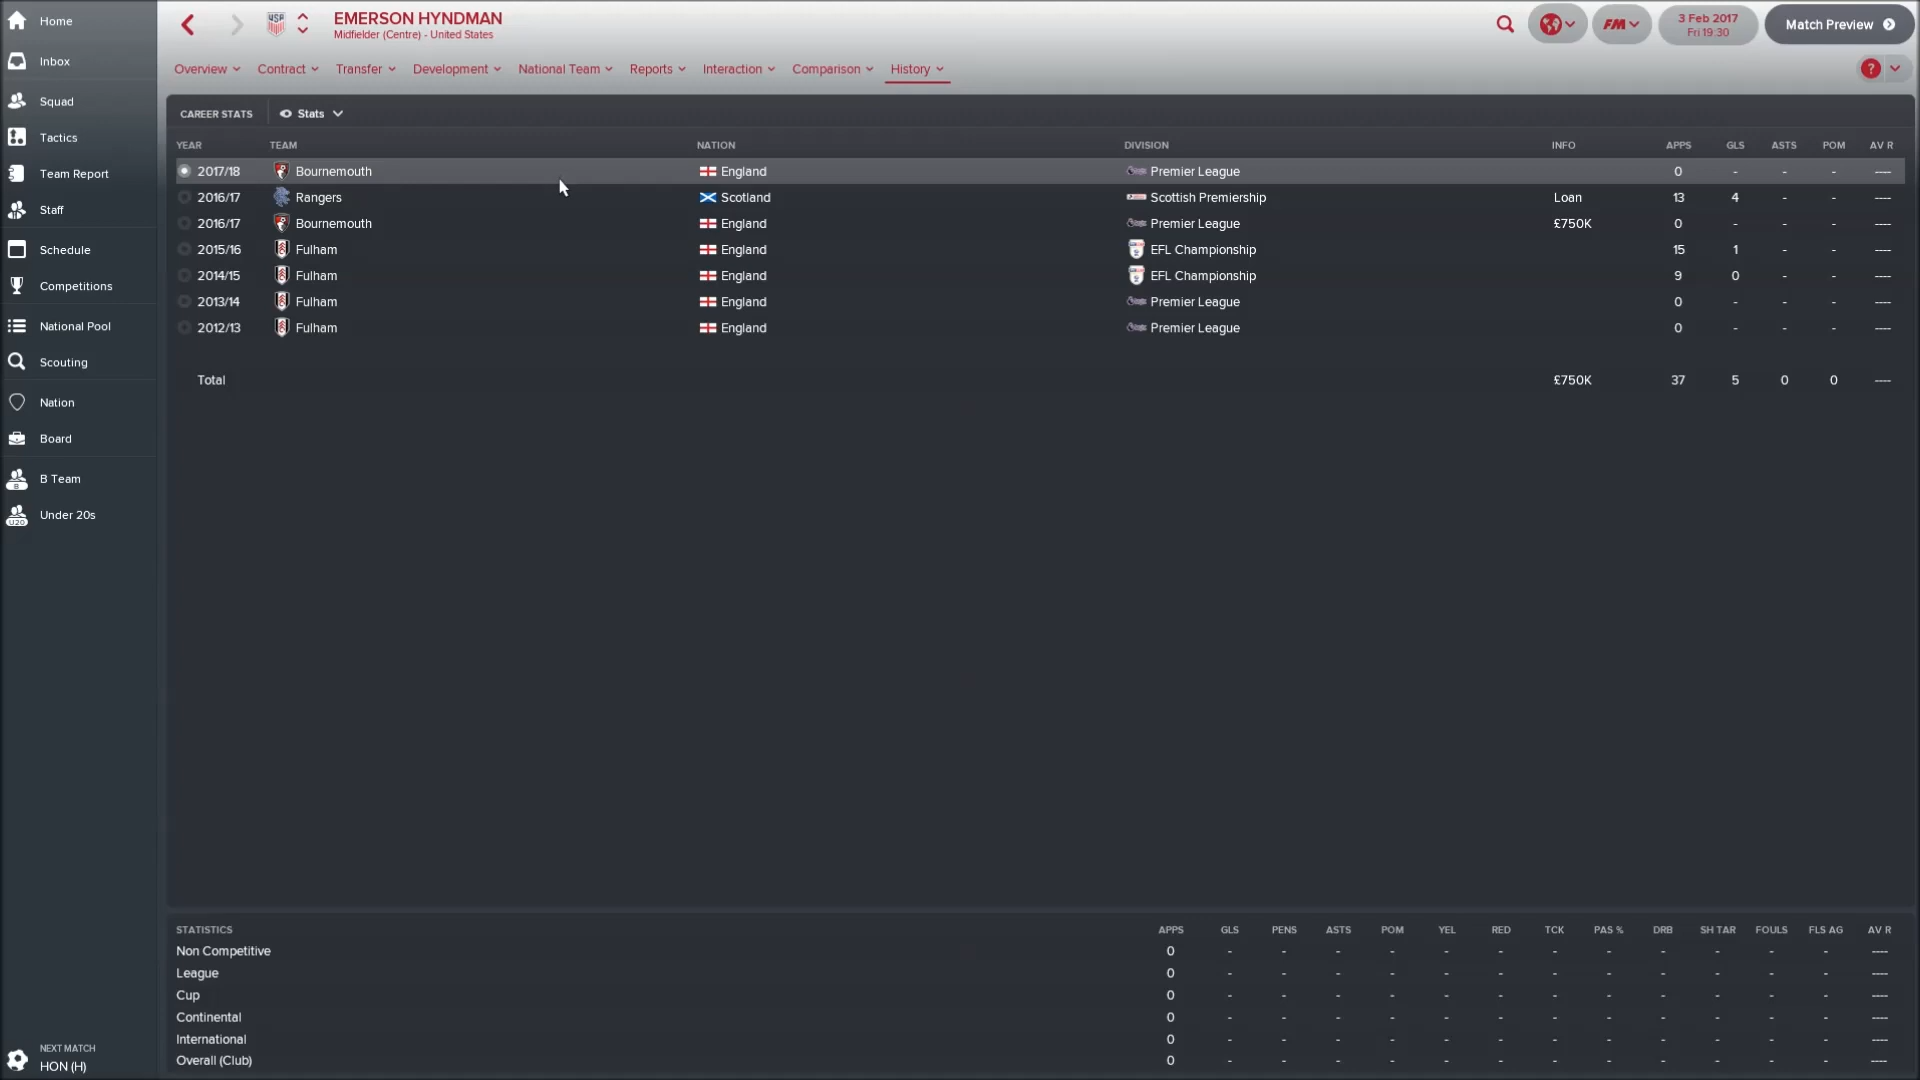 Home
Inbox
Squad
Tactics
Team Report
Staff
Schedule
Competitions
National Pool
Scouting
Nation
Board
B Team
Under 20s
NEXT MATCH
HON (H)
EMERSON HYNDMAN
Midfielder (Centre) - United States
FM
3 Feb 2017
Fri 19.30
Match Preview
Overview Contract Transfer Development National Team Reports Interaction Comparison History ?
CAREER STATS Stats
YEAR TEAM NATION DIVISION INFO APPS GLS ASTS POM AV R
2017/18 Bournemouth England Premier League 0 - - - ----
2016/17 Rangers Scotland Scottish Premiership Loan 13 4 - - ----
2016/17 Bournemouth England Premier League £750K 0 - - - ----
2015/16 Fulham England EFL Championship 15 1 - - ----
2014/15 Fulham England EFL Championship 9 0 - - ----
2013/14 Fulham England Premier League 0 - - - ----
2012/13 Fulham England Premier League 0 - - - ----
Total £750K 37 5 0 0 ----
STATISTICS APPS GLS PENS ASTS POM YEL RED TCK PAS % DRB SH TAR FOULS FLS AG AV R
Non Competitive 0 - - - - - - - - - - - - ----
League 0 - - - - - - - - - - - - ----
Cup 0 - - - - - - - - - - - - ----
Continental 0 - - - - - - - - - - - - ----
International 0 - - - - - - - - - - - - ----
Overall (Club) 0 - - - - - - - - - - - - ----